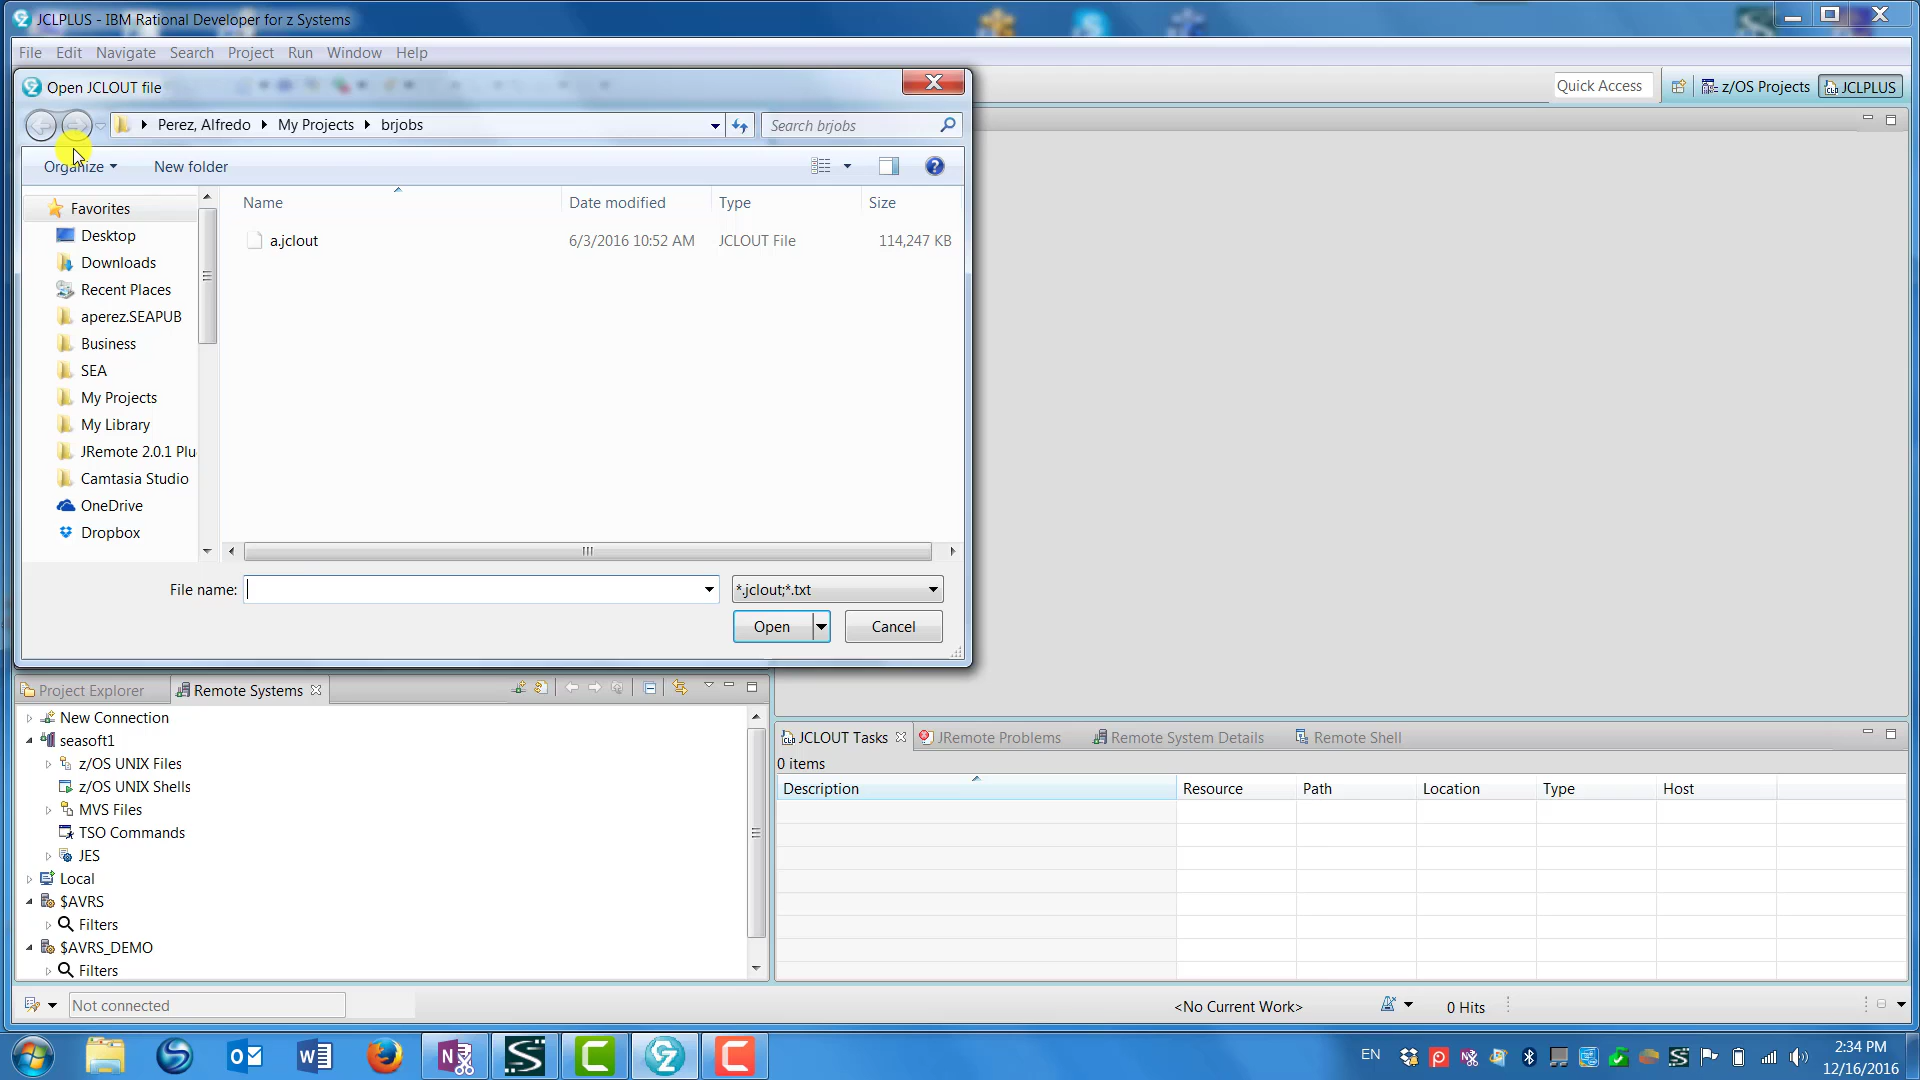 JCLPLUS - IBM Rational Developer for z Systems
File Edit Navigate Search Project Run Window Help
Open JCLOUT file
Quick Access z/OS Projects JCLPLUS
Perez, Alfredo My Projects brjobs Search brjobs
Organize New folder
Favorites
Desktop
Downloads
Recent Places
aperez.SEAPUB
Business
SEA
My Projects
My Library
JRemote 2.0.1 Plu
Camtasia Studio
OneDrive
Dropbox
Name Date modified Type Size
a.jclout 6/3/2016 10:52 AM JCLOUT File 114,247 KB
File name: *.jclout;*.txt
Open Cancel
Project Explorer Remote Systems
New Connection
seasoft1
z/OS UNIX Files
z/OS UNIX Shells
MVS Files
TSO Commands
JES
Local
$AVRS
Filters
$AVRS_DEMO
Filters
JCLOUT Tasks JRemote Problems Remote System Details Remote Shell
0 items
Description Resource Path Location Type Host
Not connected <No Current Work> 0 Hits
EN
2:34 PM
12/16/2016